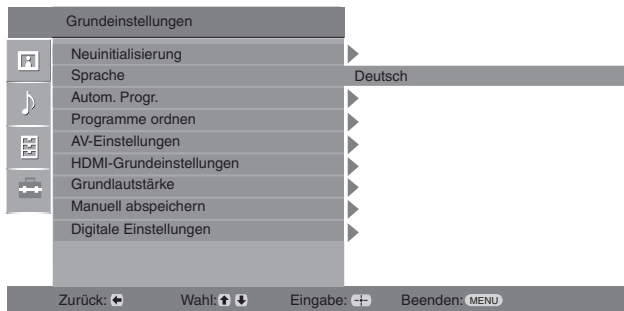 Grundeinstellungen
Neuinitialisierung
Sprache Deutsch
Autom. Progr.
Programme ordnen
AV-Einstellungen
HDMI-Grundeinstellungen
Grundlautstärke
Manuell abspeichern
Digitale Einstellungen
Zurück: Wahl: Eingabe: Beenden: MENU